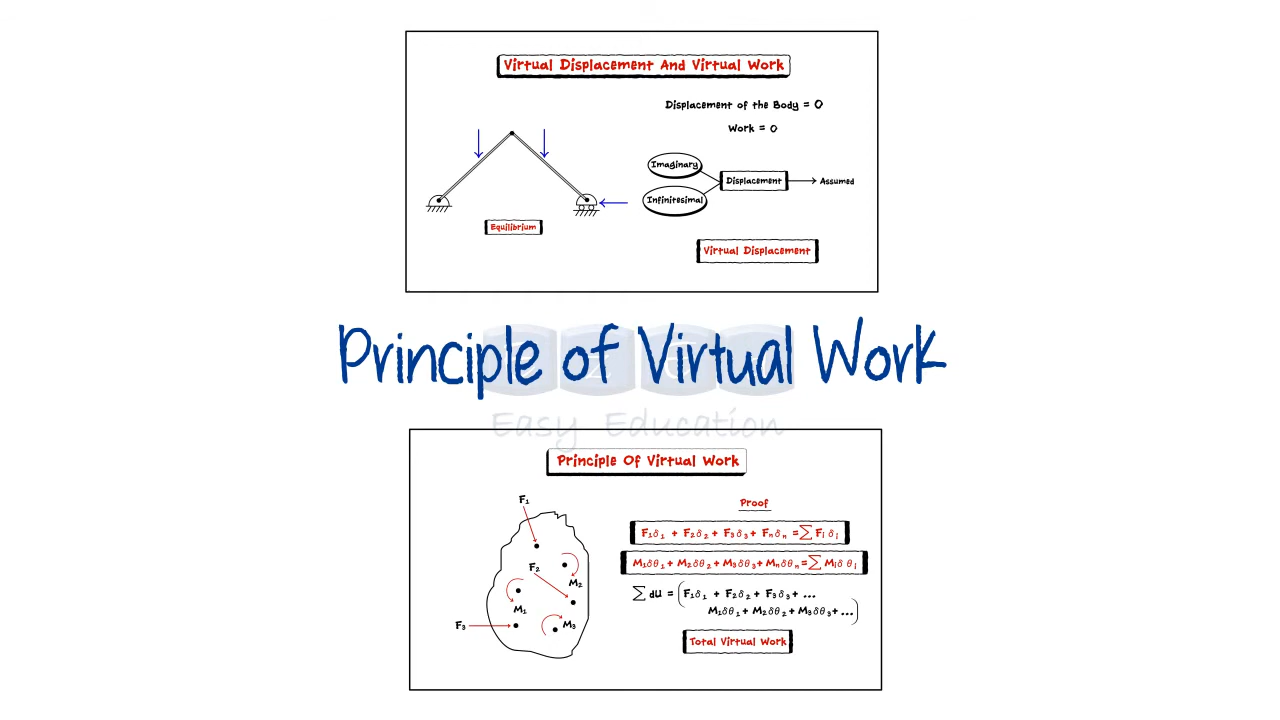 Virtual Displacement And Virtual Work
Displacement of the Body = 0
Work = 0
Imaginary
Displacement
Assumed
Infinitesimal
Equilibrium
Virtual Displacement
Principle of Virtual Work
Easy Education
Principle Of Virtual Work
F₁
Proof
F₁δ₁ + F₂δ₂ + F₃δ₃ + Fₙδₙ = ∑ Fᵢ δᵢ
M₁δθ₁ + M₂δθ₂ + M₃δθ₃ + Mₙδθₙ = ∑ Mᵢδ θᵢ
F₂
M₂
∑ du = (F₁δ₁ + F₂δ₂ + F₃δ₃ + ...
M₁δθ₁ + M₂δθ₂ + M₃δθ₃ + ...)
M₁
F₃
M₃
Total Virtual Work